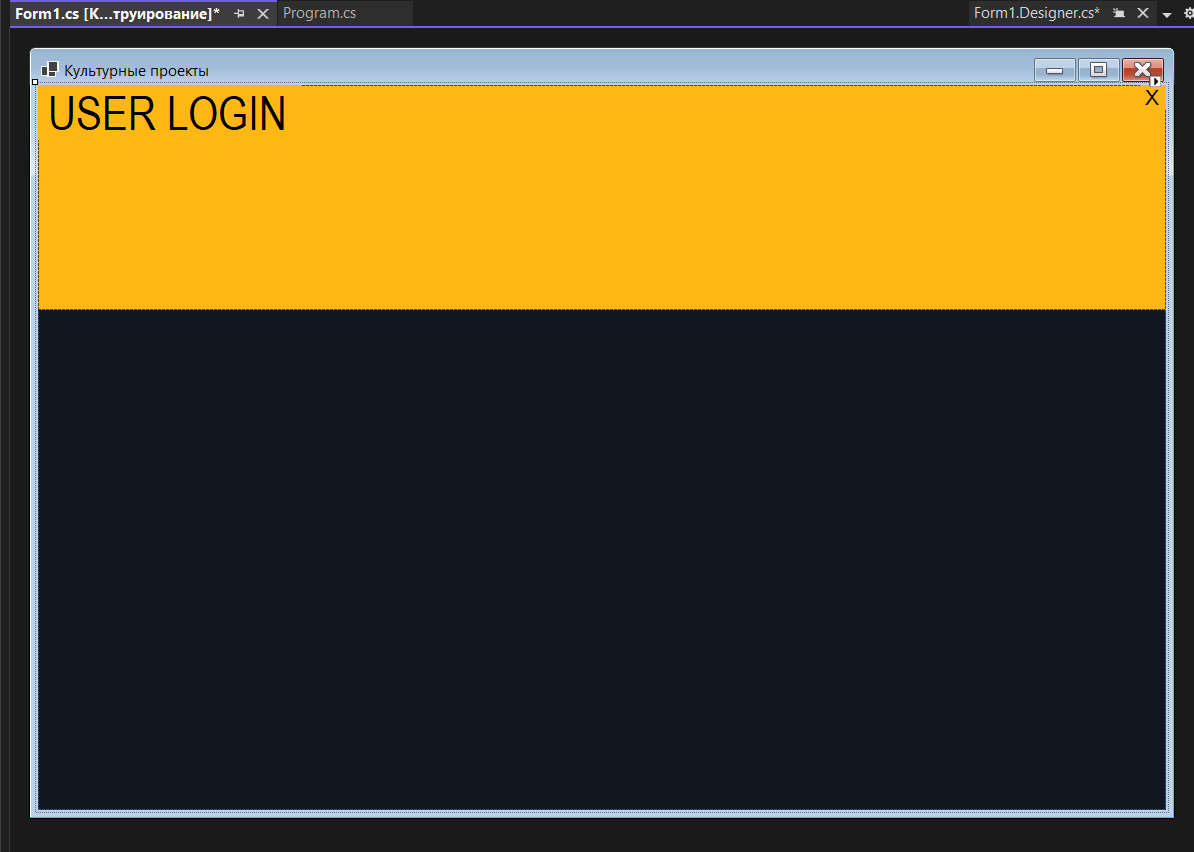 Form1.cs [К...труирование]*
Program.cs
Form1.Designer.cs*
Культурные проекты
USER LOGIN
X